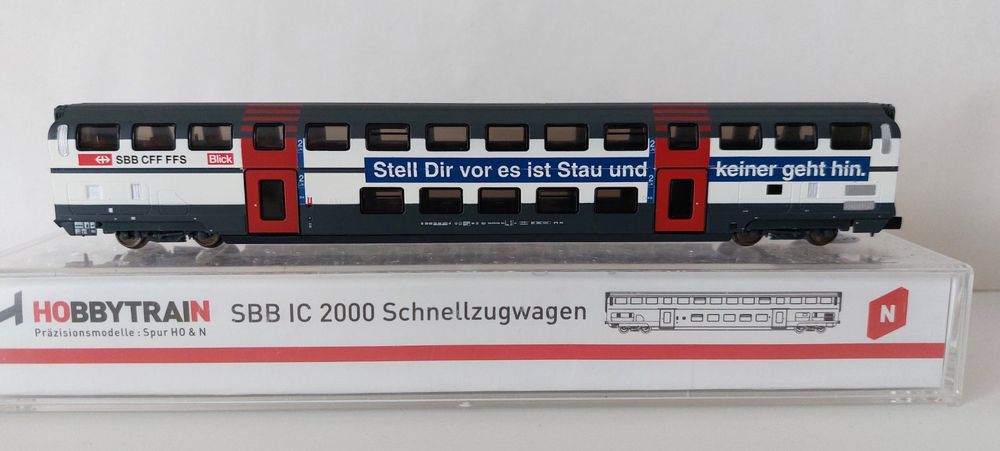 SBB CFF FFS Blick
Stell Dir vor es ist Stau und keiner geht hin.
HOBBYTRAIN
Präzisionsmodelle : Spur H0 & N
SBB IC 2000 Schnellzugwagen
N